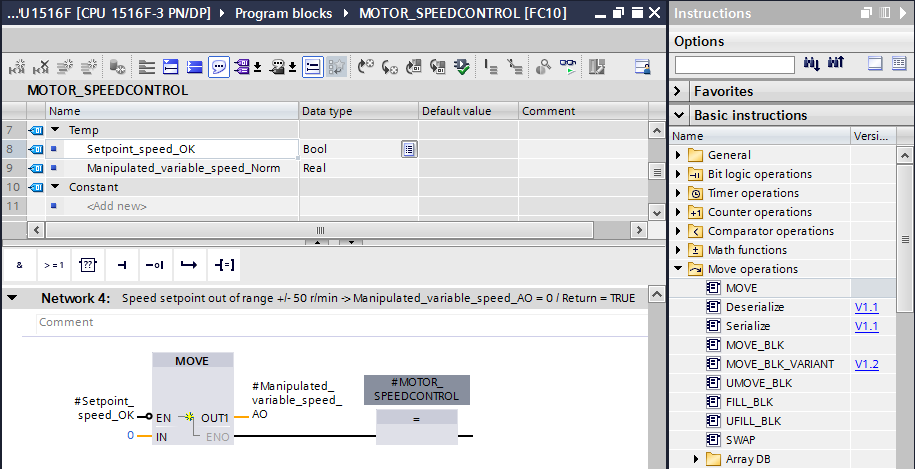 ..'U1516F [CPU 1516F-3 PN/DP] ▸ Program blocks ▸ MOTOR_SPEEDCONTROL [FC10]
MOTOR_SPEEDCONTROL
Name Data type Default value Comment
7 Temp
8 Setpoint_speed_OK Bool
9 Manipulated_variable_speed_Norm Real
10 Constant
11 <Add new>
& >=1 [??] -[=]
Network 4: Speed setpoint out of range +/- 50 r/min -> Manipulated_variable_speed_AO = 0 / Return = TRUE
Comment
MOVE
#Setpoint_
speed_OK
EN
0
IN
OUT1
ENO
#Manipulated_
variable_speed_
AO
#MOTOR_
SPEEDCONTROL
=
Instructions
Options
Favorites
Basic instructions
Name Versi...
General
Bit logic operations
Timer operations
Counter operations
Comparator operations
Math functions
Move operations
MOVE
Deserialize V1.1
Serialize V1.1
MOVE_BLK
MOVE_BLK_VARIANT V1.2
UMOVE_BLK
FILL_BLK
UFILL_BLK
SWAP
Array DB